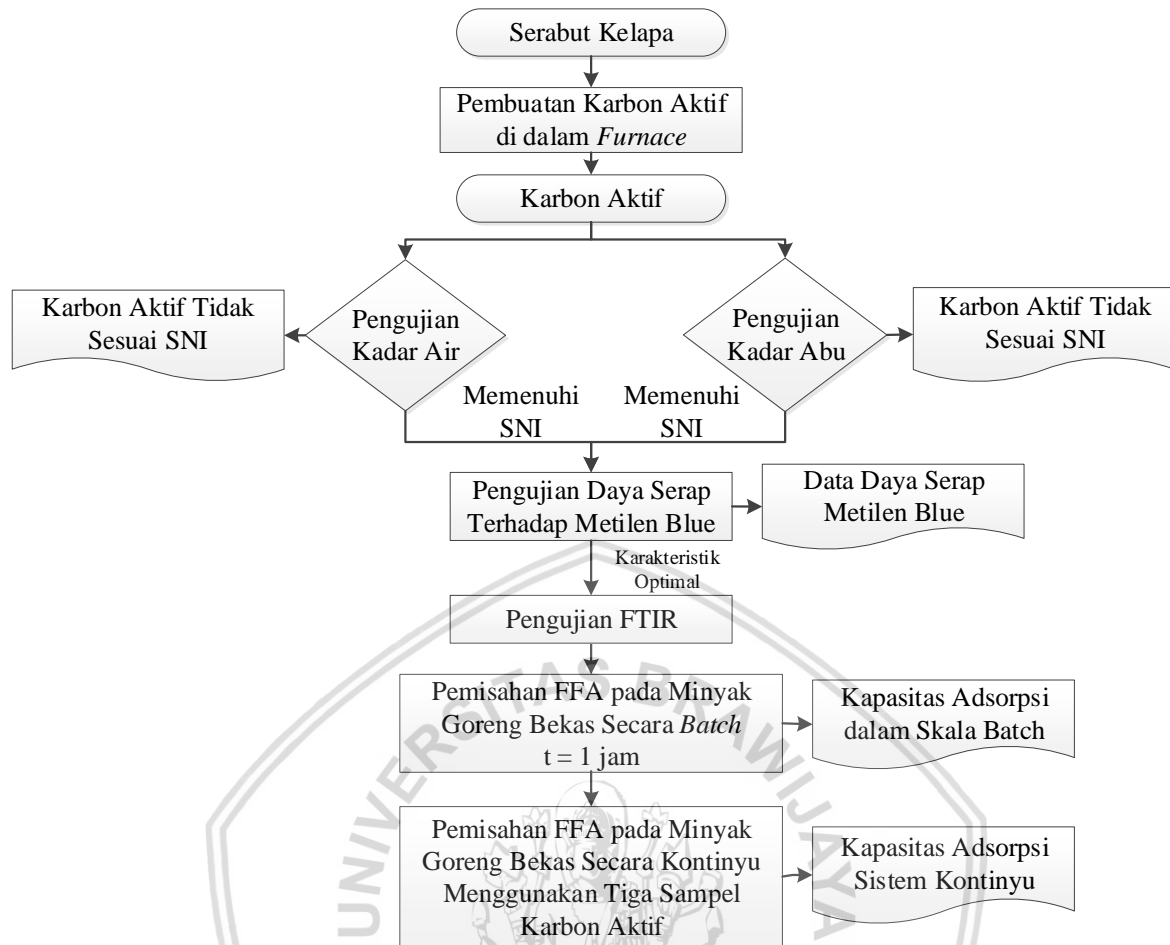 Serabut Kelapa
Pembuatan Karbon Aktif
di dalam Furnace
Karbon Aktif
Karbon Aktif Tidak
Sesuai SNI
Pengujian
Kadar Air
Pengujian
Kadar Abu
Karbon Aktif Tidak
Sesuai SNI
Memenuhi
SNI
Memenuhi
SNI
Pengujian Daya Serap
Terhadap Metilen Blue
Data Daya Serap
Metilen Blue
Karakteristik
Optimal
Pengujian FTIR
Pemisahan FFA pada Minyak
Goreng Bekas Secara Batch
t = 1 jam
Kapasitas Adsorpsi
dalam Skala Batch
Pemisahan FFA pada Minyak
Goreng Bekas Secara Kontinyu
Menggunakan Tiga Sampel
Karbon Aktif
Kapasitas Adsorpsi
Sistem Kontinyu
UNIVERSITAS BRAWIJAYA